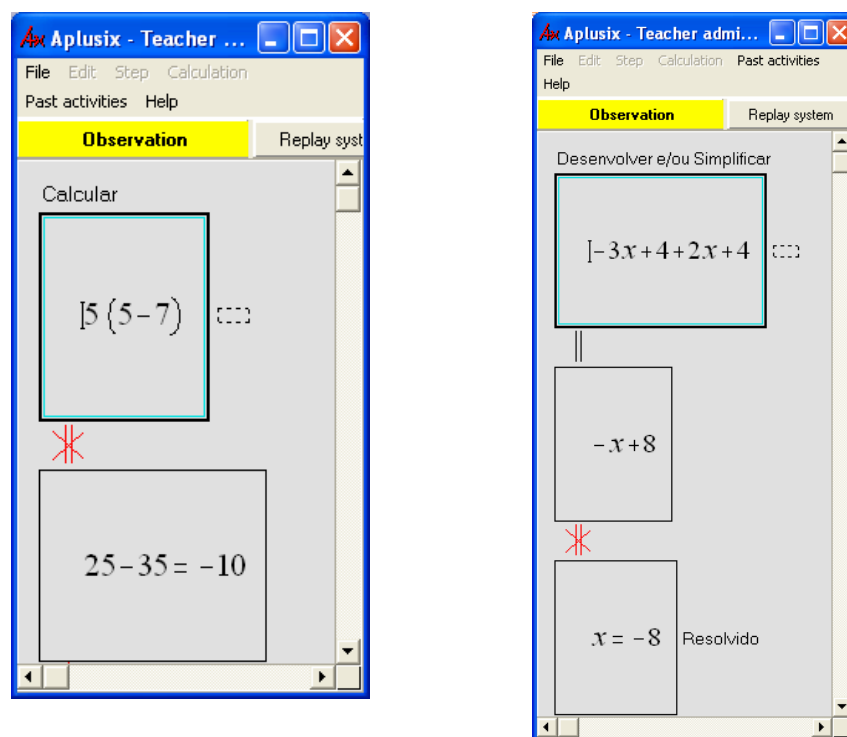 Aplusix - Teacher ...
File Edit Step Calculation
Past activities Help
Observation Replay syst
Calcular
5(5-7)
25-35= -10
Aplusix - Teacher admi...
File Edit Step Calculation Past activities
Help
Observation Replay system
Desenvolver e/ou Simplificar
-3x+4+2x+4
-x+8
x= -8 Resolvido